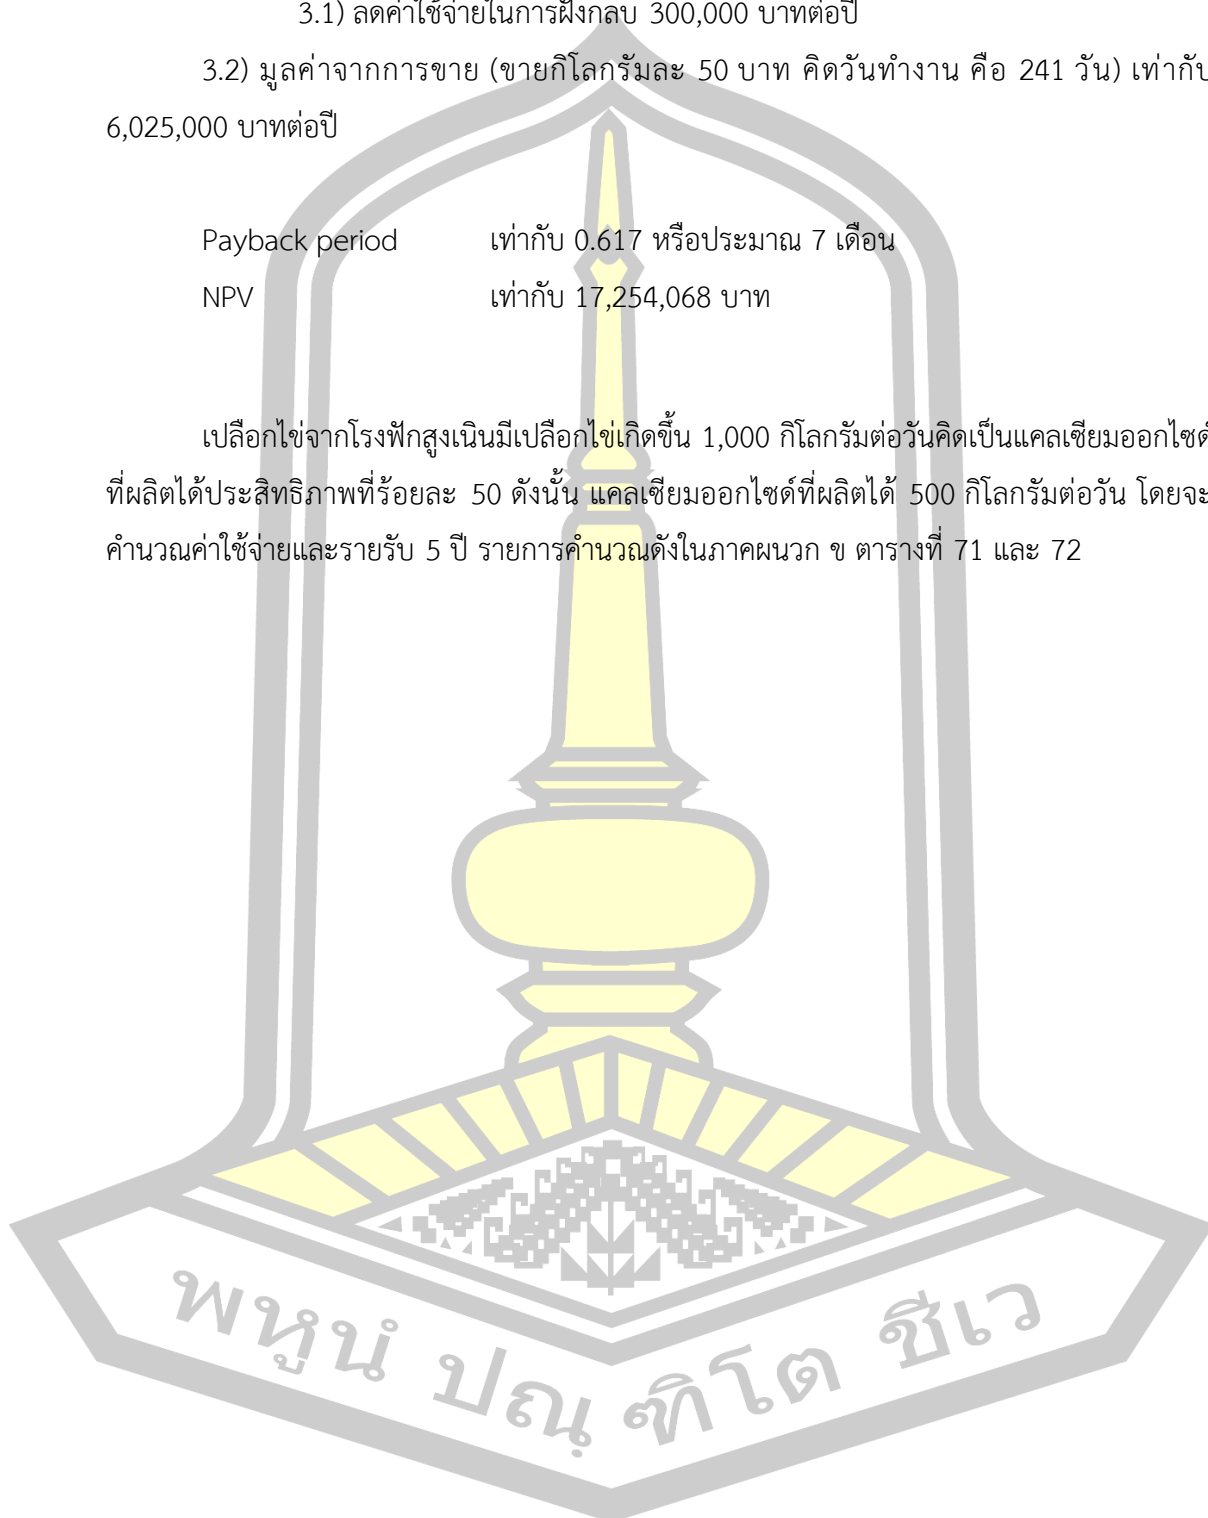 3.1) ลดค่าใช้จ่ายในการฝังกลบ 300,000 บาทต่อปี
3.2) มูลค่าจากการขาย (ขายกิโลกรัมละ 50 บาท คิดวันทำงาน คือ 241 วัน) เท่ากับ
6,025,000 บาทต่อปี
Payback period เท่ากับ 0.617 หรือประมาณ 7 เดือน
NPV เท่ากับ 17,254,068 บาท
เปลือกไข่จากโรงฟักสูงเนินมีเปลือกไข่เกิดขึ้น 1,000 กิโลกรัมต่อวันคิดเป็นแคลเซียมออกไซด์
ที่ผลิตได้ประสิทธิภาพที่ร้อยละ 50 ดังนั้น แคลเซียมออกไซด์ที่ผลิตได้ 500 กิโลกรัมต่อวัน โดยจะ
คำนวณค่าใช้จ่ายและรายรับ 5 ปี รายการคำนวณดังในภาคผนวก ข ตารางที่ 71 และ 72
พหูนํ ปณฺฑิโต ชีเว